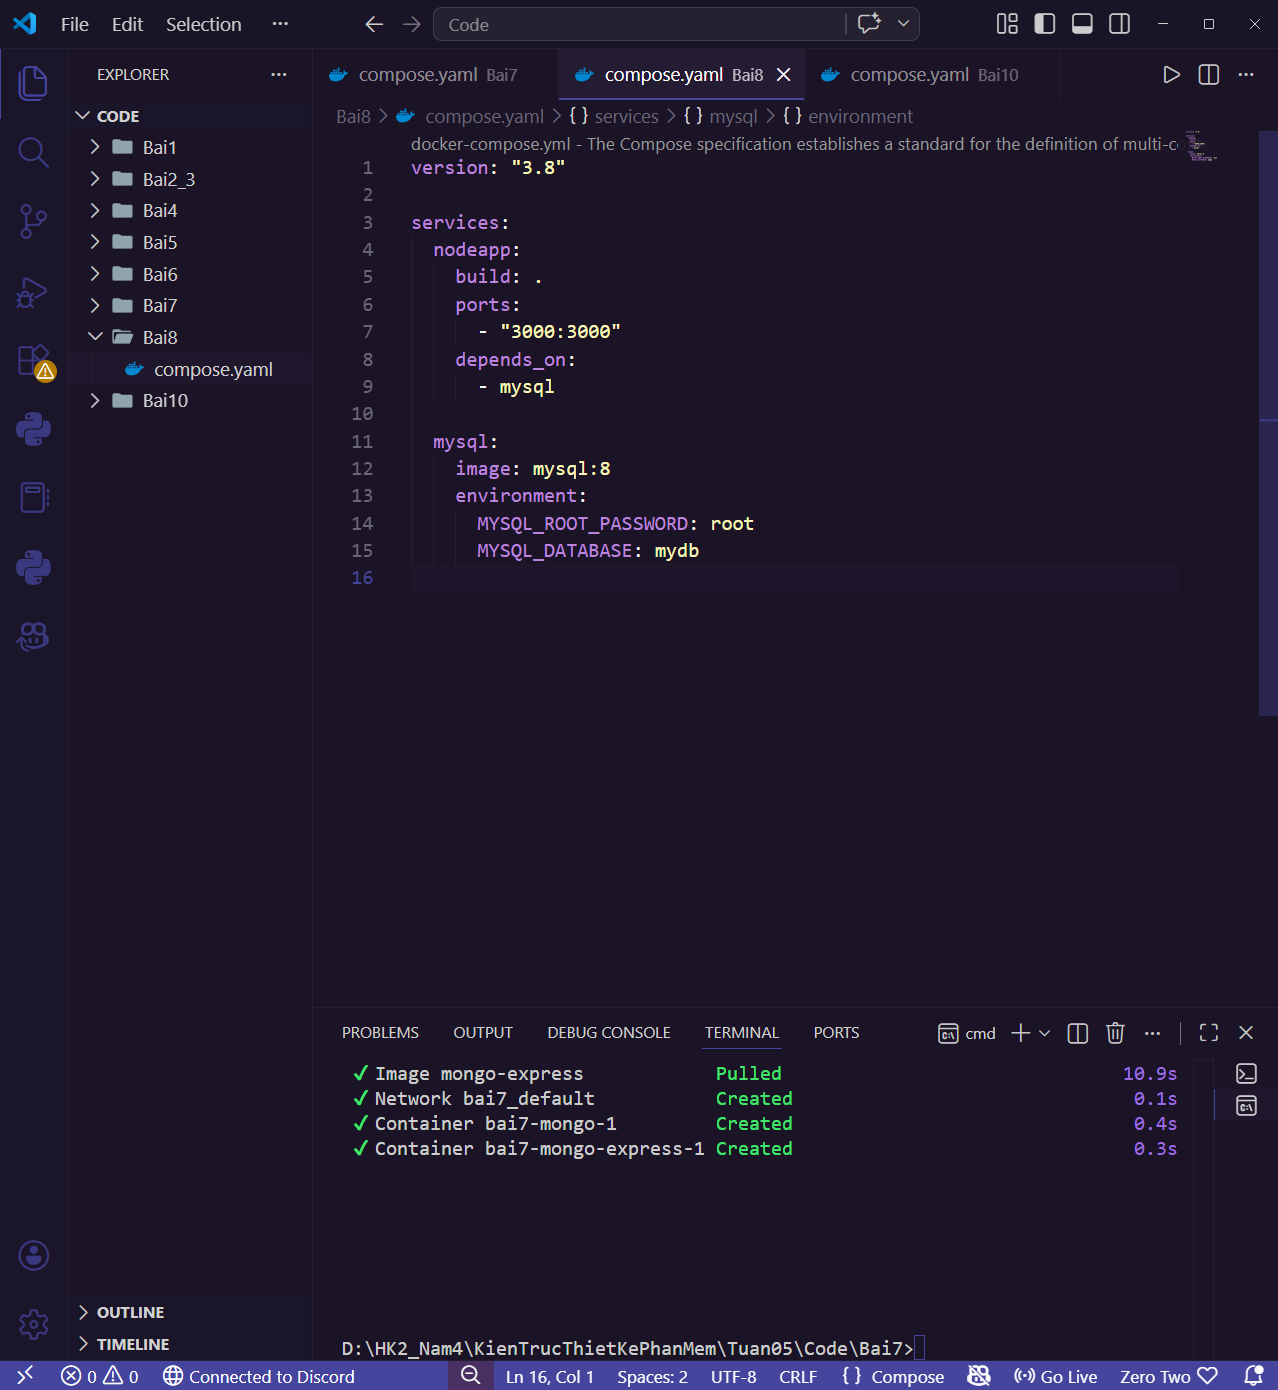 File Edit Selection ··· Code
EXPLORER ···
CODE
Bai1
Bai2_3
Bai4
Bai5
Bai6
Bai7
Bai8
compose.yaml
Bai10
OUTLINE
TIMELINE
compose.yaml Bai7 compose.yaml Bai8 compose.yaml Bai10
Bai8 > compose.yaml > {} services > {} mysql > {} environment
docker-compose.yml - The Compose specification establishes a standard for the definition of multi-co
1 version: "3.8"
2
3 services:
4 nodeapp:
5 build: .
6 ports:
7 - "3000:3000"
8 depends_on:
9 - mysql
10
11 mysql:
12 image: mysql:8
13 environment:
14 MYSQL_ROOT_PASSWORD: root
15 MYSQL_DATABASE: mydb
16
PROBLEMS OUTPUT DEBUG CONSOLE TERMINAL PORTS cmd
✓ Image mongo-express Pulled 10.9s
✓ Network bai7_default Created 0.1s
✓ Container bai7-mongo-1 Created 0.4s
✓ Container bai7-mongo-express-1 Created 0.3s
D:\HK2_Nam4\KienTrucThietKePhanMem\Tuan05\Code\Bai7>
0 0 Connected to Discord Ln 16, Col 1 Spaces: 2 UTF-8 CRLF {} Compose Go Live Zero Two